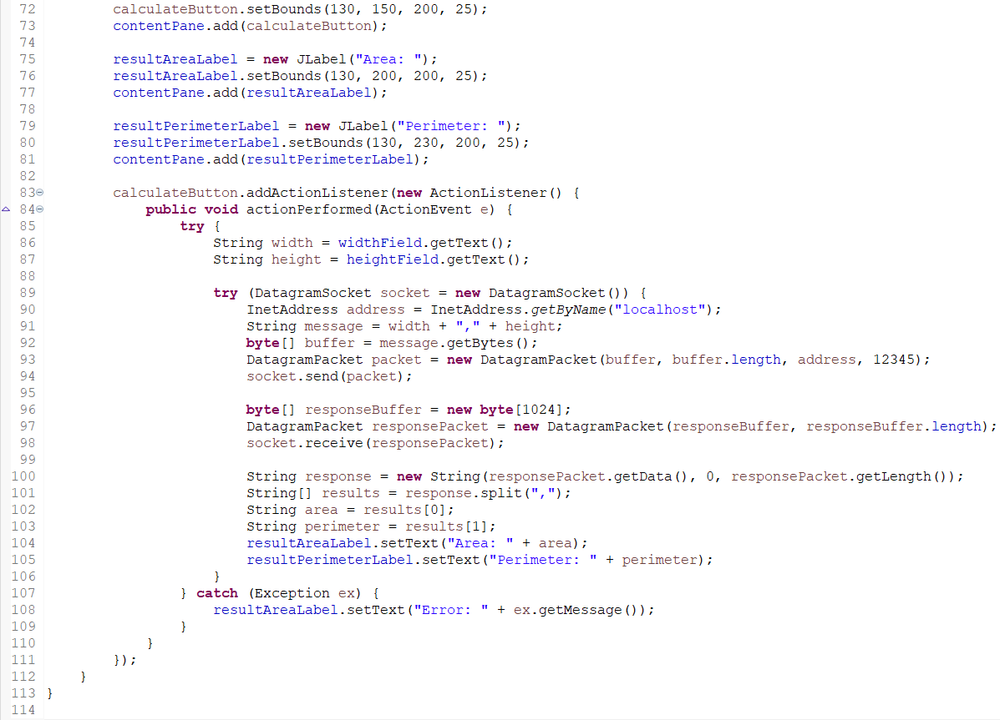 72 calculateButton.setBounds(130, 150, 200, 25);
73 contentPane.add(calculateButton);
74
75 resultAreaLabel = new JLabel("Area: ");
76 resultAreaLabel.setBounds(130, 200, 200, 25);
77 contentPane.add(resultAreaLabel);
78
79 resultPerimeterLabel = new JLabel("Perimeter: ");
80 resultPerimeterLabel.setBounds(130, 230, 200, 25);
81 contentPane.add(resultPerimeterLabel);
82
83 calculateButton.addActionListener(new ActionListener() {
84 public void actionPerformed(ActionEvent e) {
85 try {
86 String width = widthField.getText();
87 String height = heightField.getText();
88
89 try (DatagramSocket socket = new DatagramSocket()) {
90 InetAddress address = InetAddress.getByName("localhost");
91 String message = width + "," + height;
92 byte[] buffer = message.getBytes();
93 DatagramPacket packet = new DatagramPacket(buffer, buffer.length, address, 12345);
94 socket.send(packet);
95
96 byte[] responseBuffer = new byte[1024];
97 DatagramPacket responsePacket = new DatagramPacket(responseBuffer, responseBuffer.length);
98 socket.receive(responsePacket);
99
100 String response = new String(responsePacket.getData(), 0, responsePacket.getLength());
101 String[] results = response.split(",");
102 String area = results[0];
103 String perimeter = results[1];
104 resultAreaLabel.setText("Area: " + area);
105 resultPerimeterLabel.setText("Perimeter: " + perimeter);
106 }
107 } catch (Exception ex) {
108 resultAreaLabel.setText("Error: " + ex.getMessage());
109 }
110 }
111 });
112 }
113 }
114